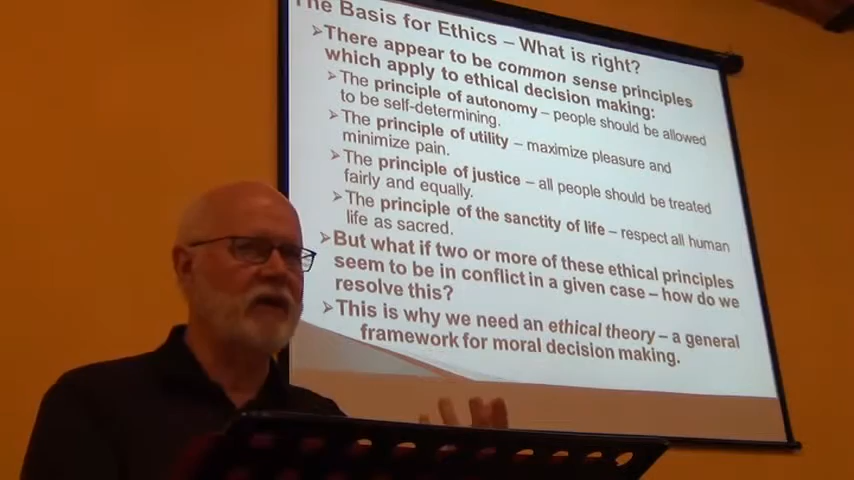 The Basis for Ethics – What is right?
➢There appear to be common sense principles
which apply to ethical decision making:
➢The principle of autonomy – people should be allowed
to be self-determining.
➢The principle of utility – maximize pleasure and
minimize pain.
➢The principle of justice – all people should be treated
fairly and equally.
➢The principle of the sanctity of life – respect all human
life as sacred.
➢But what if two or more of these ethical principles
seem to be in conflict in a given case – how do we
resolve this?
➢This is why we need an ethical theory – a general
framework for moral decision making.